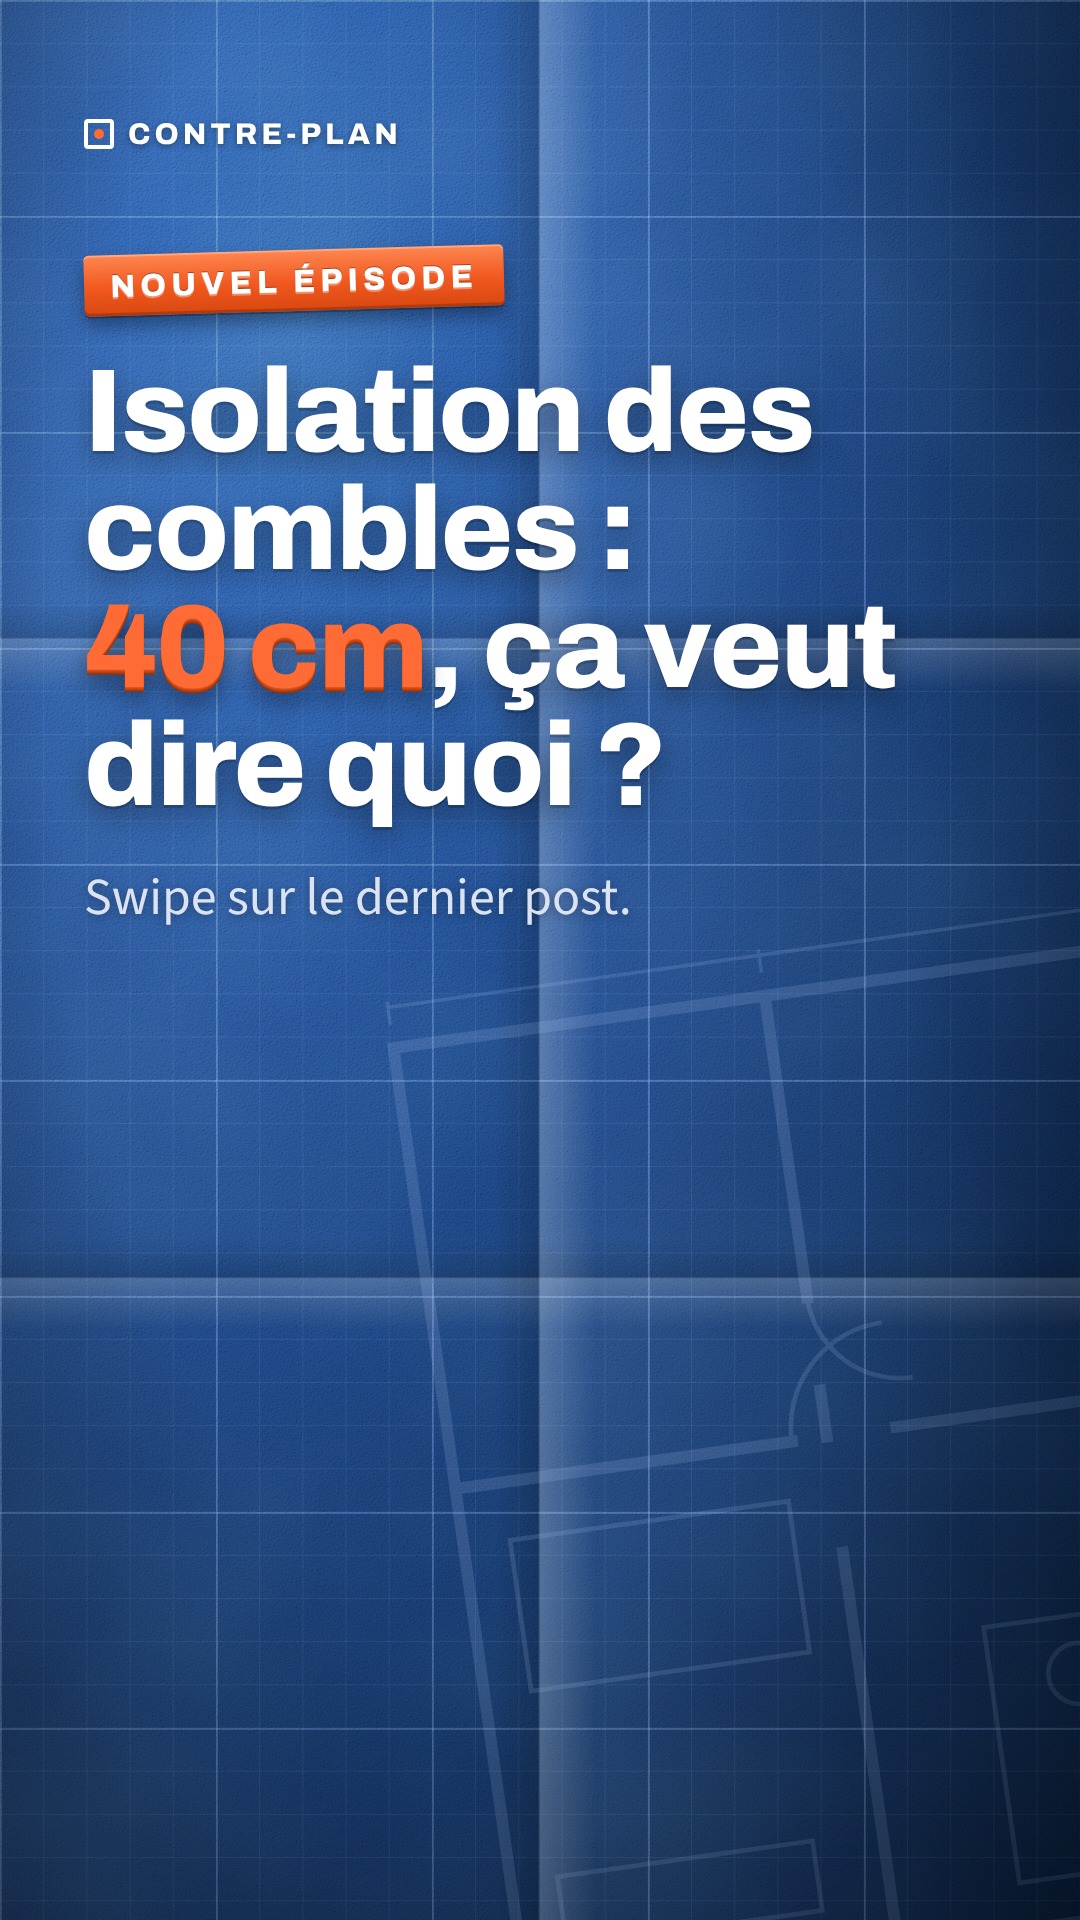 CONTRE-PLAN
NOUVEL ÉPISODE
Isolation des
combles :
40 cm, ça veut
dire quoi ?
Swipe sur le dernier post.